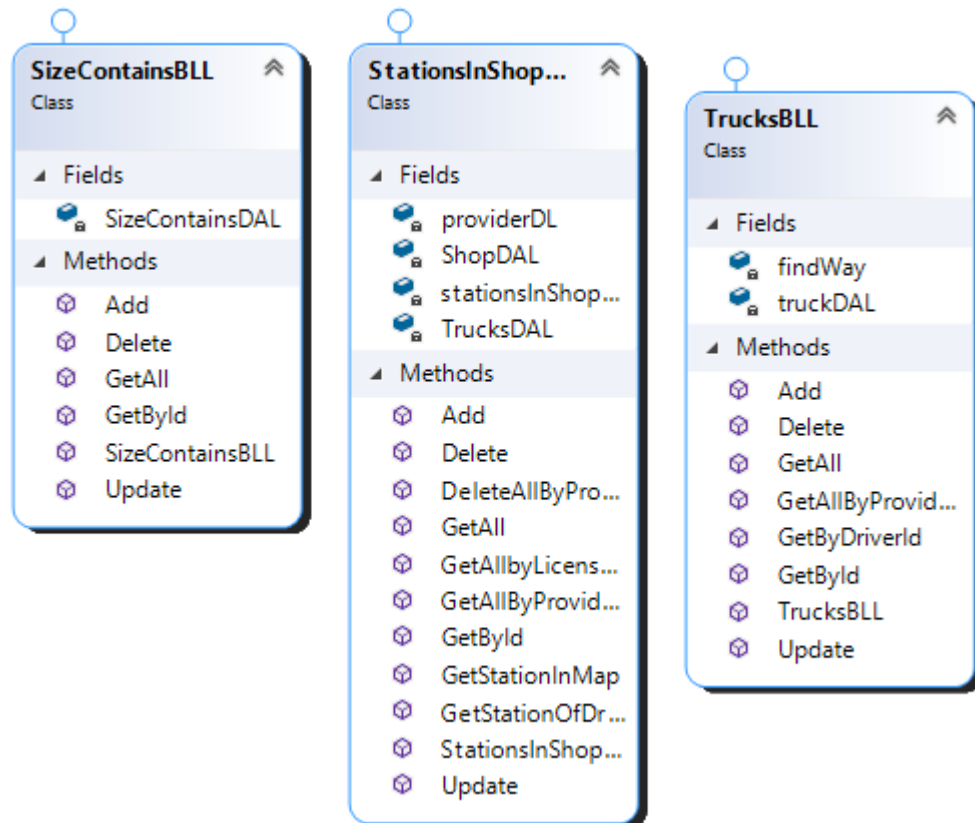 SizeContainsBLL
Class
Fields
SizeContainsDAL
Methods
Add
Delete
GetAll
GetById
SizeContainsBLL
Update
StationsInShop...
Class
Fields
providerDL
ShopDAL
stationsInShop...
TrucksDAL
Methods
Add
Delete
DeleteAllByPro...
GetAll
GetAllbyLicens...
GetAllByProvid...
GetById
GetStationInMap
GetStationOfDr...
StationsInShop...
Update
TrucksBLL
Class
Fields
findWay
truckDAL
Methods
Add
Delete
GetAll
GetAllByProvid...
GetByDriverId
GetById
TrucksBLL
Update